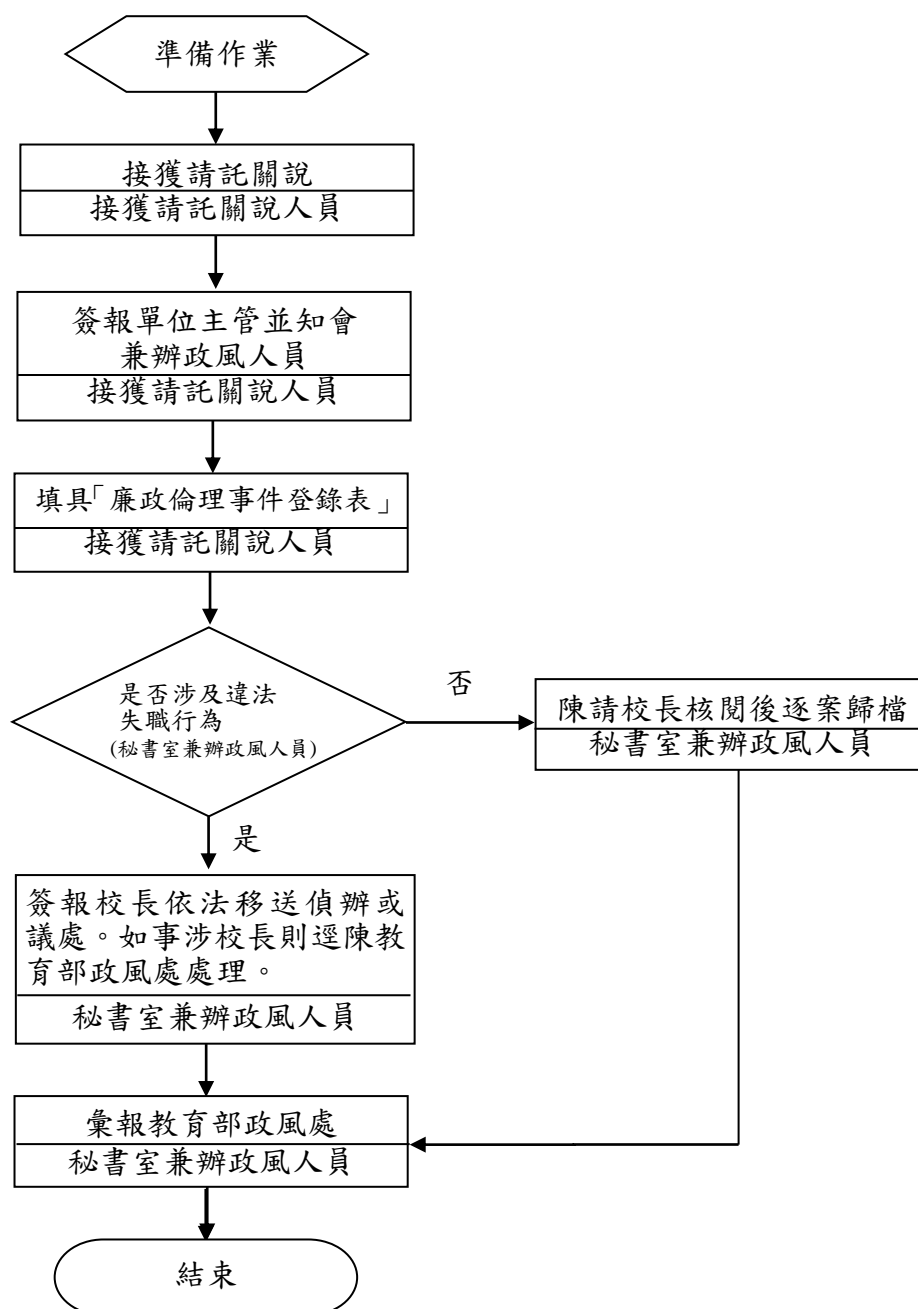 準備作業
接獲請託關說
接獲請託關說人員
簽報單位主管並知會
兼辦政風人員
接獲請託關說人員
填具「廉政倫理事件登錄表」
接獲請託關說人員
是否涉及違法
失職行為
(秘書室兼辦政風人員)
否
陳請校長核閱後逐案歸檔
秘書室兼辦政風人員
是
簽報校長依法移送偵辦或
議處。如事涉校長則逕陳教
育部政風處處理。
秘書室兼辦政風人員
彙報教育部政風處
秘書室兼辦政風人員
結束